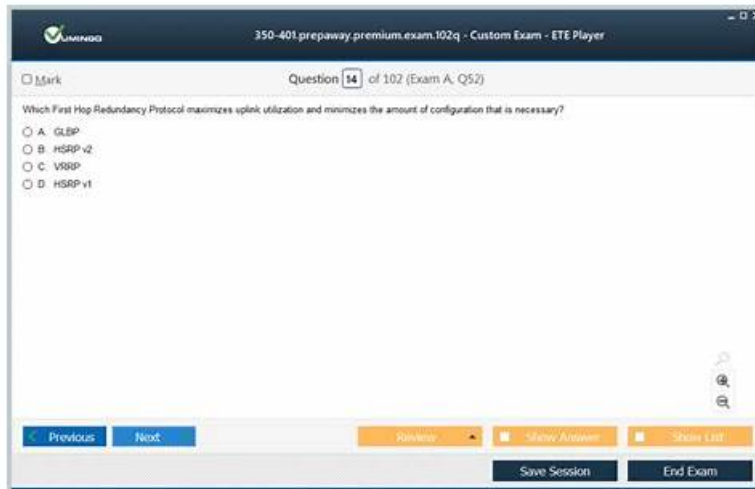 VUMINGO
350-401.prepaway.premium.exam.102q - Custom Exam - ETE Player
Mark
Question 14 of 102 (Exam A, Q52)
Which First Hop Redundancy Protocol maximizes uplink utilization and minimizes the amount of configuration that is necessary?
A. GLBP
B. HSRP v2
C. VRRP
D. HSRP v1
Previous Next Review Show Answer Show List
Save Session End Exam